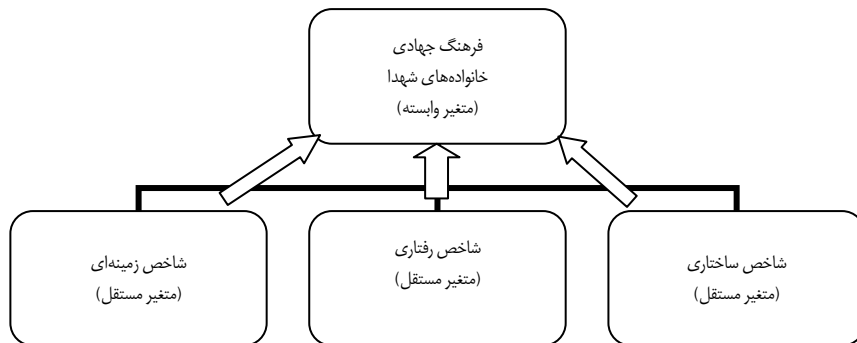 فرهنگ جهادی
خانواده‌های شهدا
(متغیر وابسته)
شاخص ساختاری
(متغیر مستقل)
شاخص رفتاری
(متغیر مستقل)
شاخص زمینه‌ای
(متغیر مستقل)